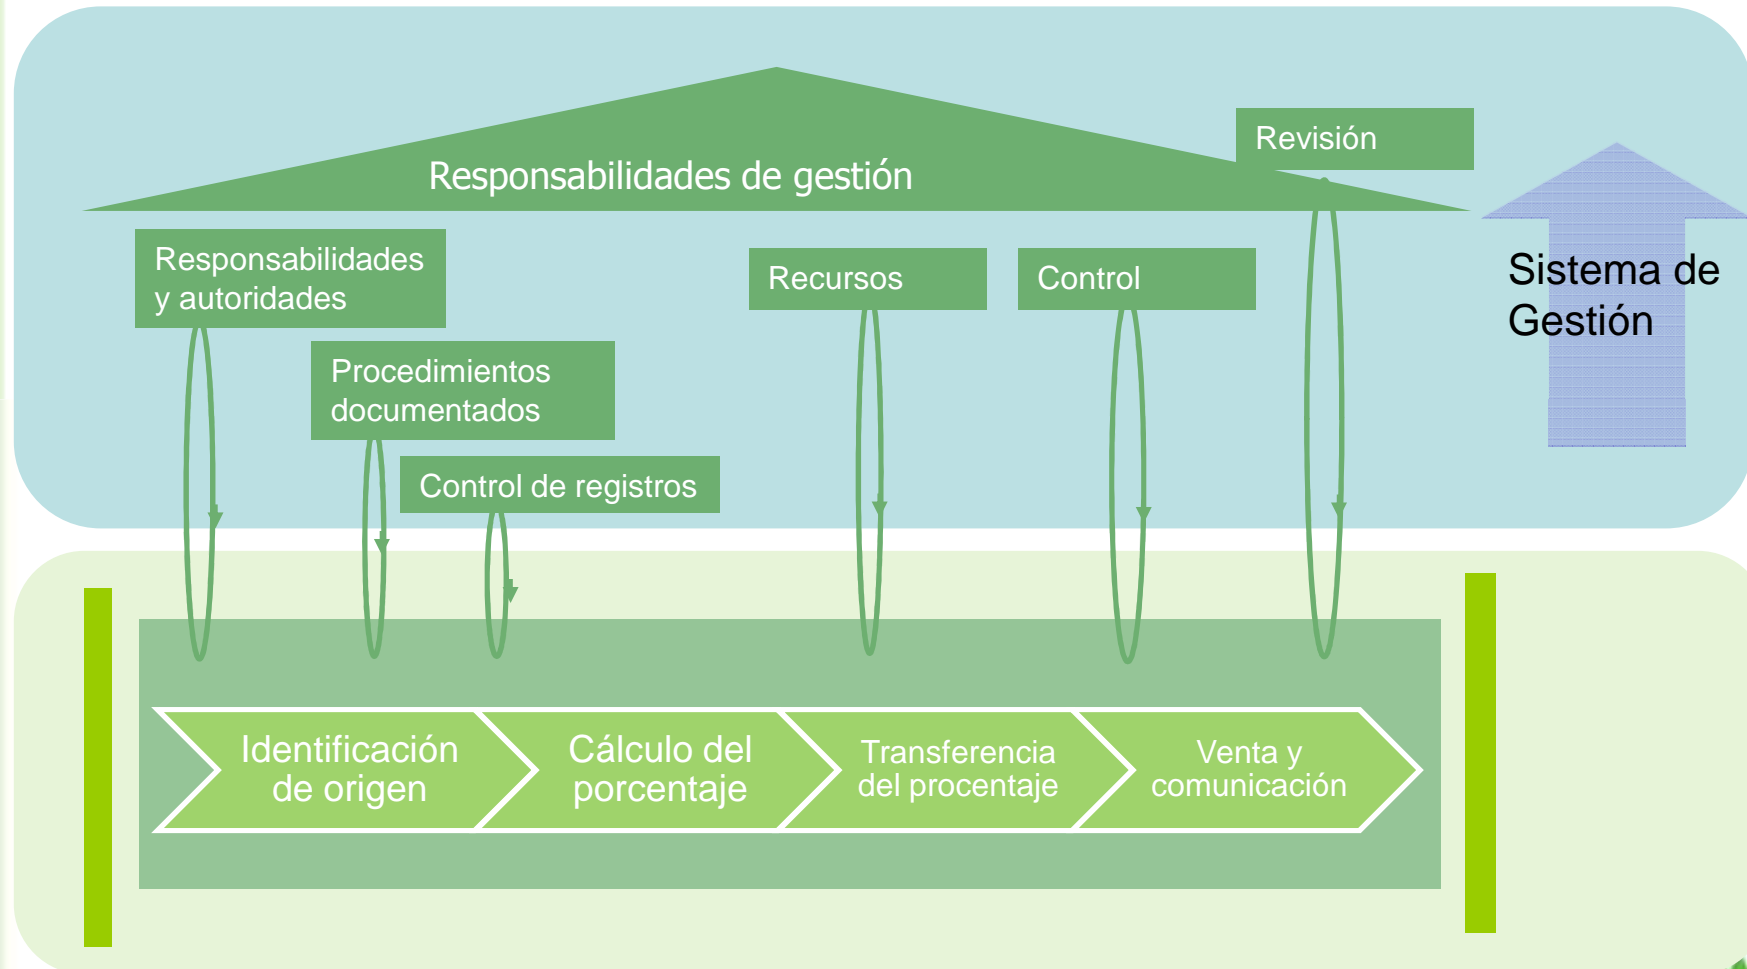 Revisión
Responsabilidades de gestión
Responsabilidades
y autoridades
Recursos
Control
Sistema de
Gestión
Procedimientos
documentados
Control de registros
Identificación
de origen
Cálculo del
porcentaje
Transferencia
del procentaje
Venta y
comunicación